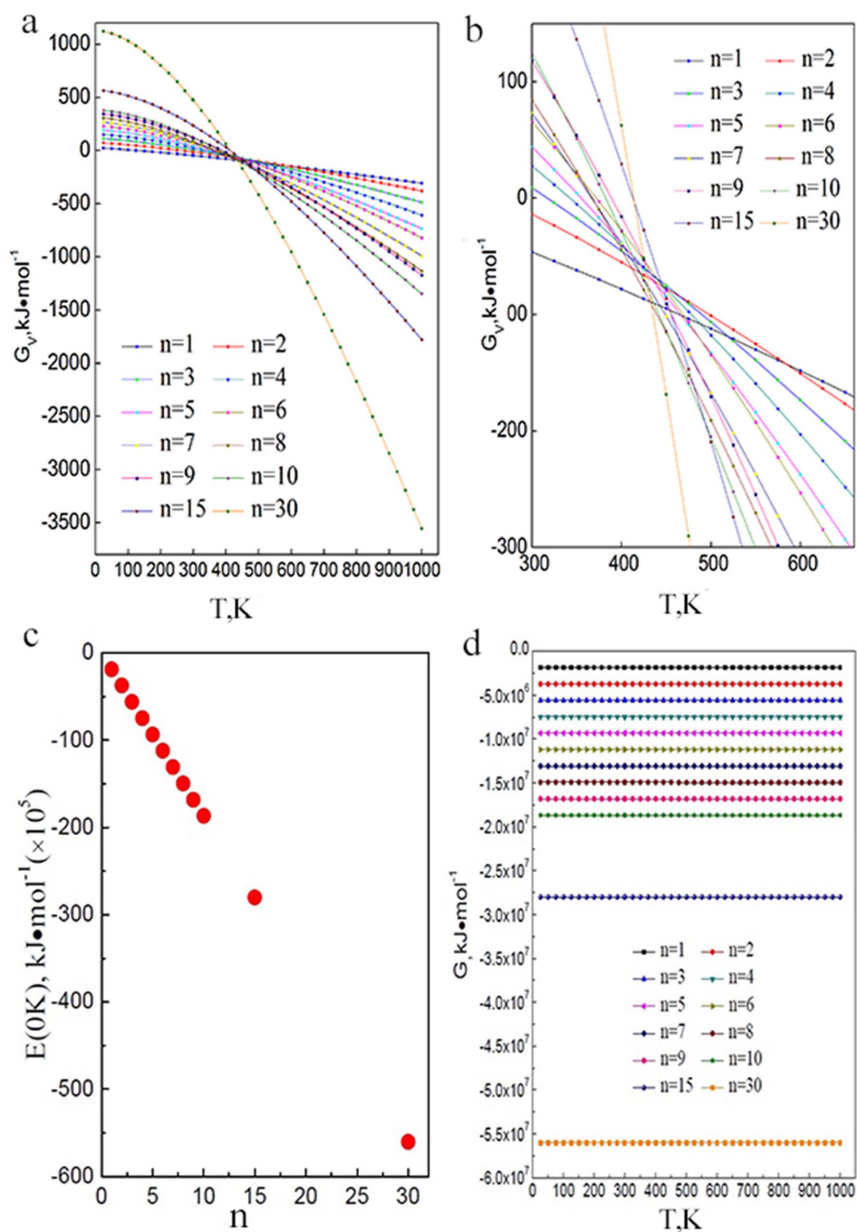 a
1000
500
0
-500
-1000
-1500
-2000
-2500
-3000
-3500
Gᵥ,kJ•mol⁻¹
n=1 n=2
n=3 n=4
n=5 n=6
n=7 n=8
n=9 n=10
n=15 n=30
0 100 200 300 400 500 600 700 800 9001000
T,K
b
100
0
00
-200
-300
Gᵥ,kJ•mol⁻¹
n=1 n=2
n=3 n=4
n=5 n=6
n=7 n=8
n=9 n=10
n=15 n=30
300 400 500 600
T,K
c
0
-100
-200
-300
-400
-500
-600
E(0K), kJ•mol⁻¹(×10⁵)
0 5 10 15 20 25 30
n
d
0.0
-5.0x10⁶
-1.0x10⁷
-1.5x10⁷
-2.0x10⁷
-2.5x10⁷
-3.0x10⁷
-3.5x10⁷
-4.0x10⁷
-4.5x10⁷
-5.0x10⁷
-5.5x10⁷
-6.0x10⁷
G,kJ•mol⁻¹
n=1 n=2
n=3 n=4
n=5 n=6
n=7 n=8
n=9 n=10
n=15 n=30
0 100 200 300 400 500 600 700 800 900 1000
T,K